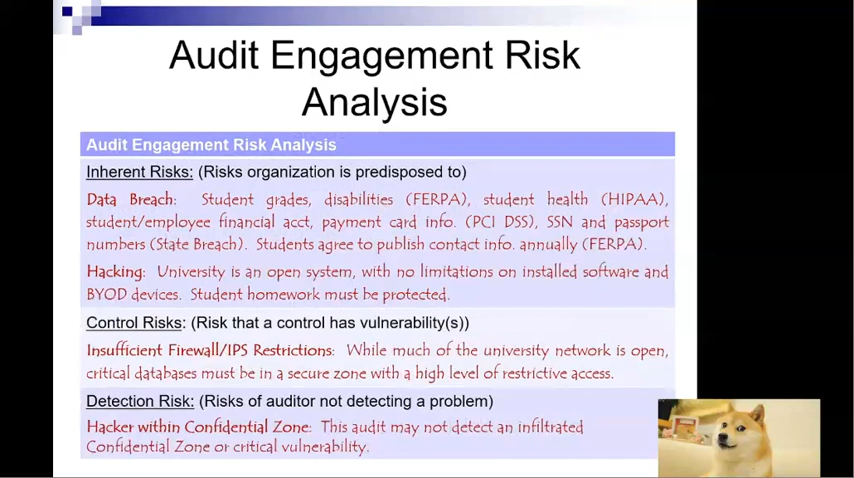 Audit Engagement Risk
Analysis
Audit Engagement Risk Analysis
Inherent Risks: (Risks organization is predisposed to)
Data Breach: Student grades, disabilities (FERPA), student health (HIPAA),
student/employee financial acct, payment card info. (PCI DSS), SSN and passport
numbers (State Breach). Students agree to publish contact info. annually (FERPA).
Hacking: University is an open system, with no limitations on installed software and
BYOD devices. Student homework must be protected.
Control Risks: (Risk that a control has vulnerability(s))
Insufficient Firewall/IPS Restrictions: While much of the university network is open,
critical databases must be in a secure zone with a high level of restrictive access.
Detection Risk: (Risks of auditor not detecting a problem)
Hacker within Confidential Zone: This audit may not detect an infiltrated
Confidential Zone or critical vulnerability.